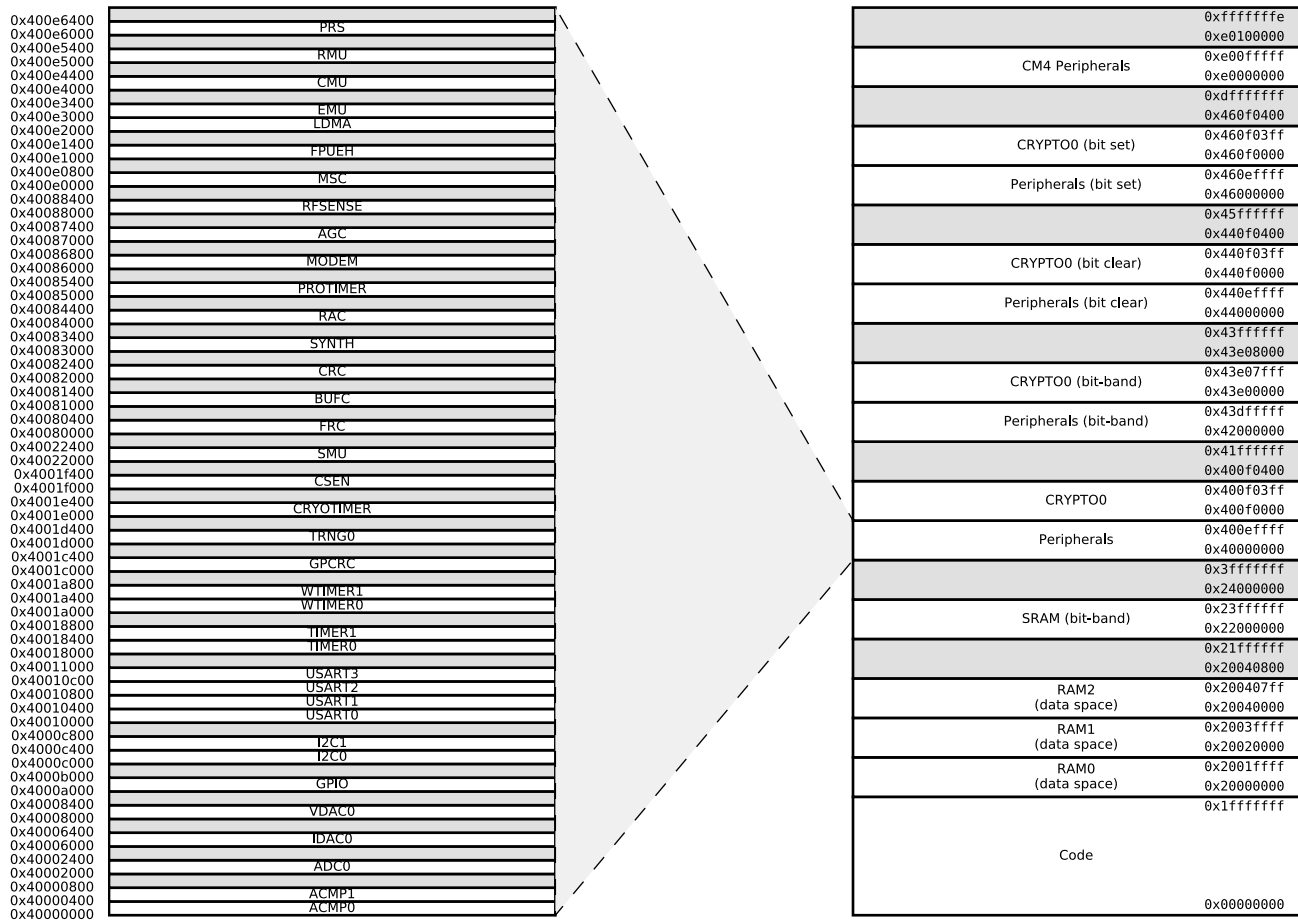 0x400e6400
PRS
0x400e6000
0x400e5400
RMU
0x400e5000
0x400e4400
CMU
0x400e4000
0x400e3400
EMU
0x400e3000
LDMA
0x400e2000
0x400e1400
FPUEH
0x400e1000
0x400e0800
MSC
0x400e0000
0x40088400
RFSENSE
0x40088000
0x40087400
AGC
0x40087000
0x40086800
MODEM
0x40086000
0x40085400
PROTIMER
0x40085000
0x40084400
RAC
0x40084000
0x40083400
SYNTH
0x40083000
0x40082400
CRC
0x40082000
0x40081400
BUFC
0x40081000
0x40080400
FRC
0x40080000
0x40022400
SMU
0x40022000
0x4001f400
CSEN
0x4001f000
0x4001e400
CRYOTIMER
0x4001e000
0x4001d400
TRNG0
0x4001d000
0x4001c400
GPCRC
0x4001c000
0x4001a800
WTIMER1
0x4001a400
WTIMER0
0x4001a000
0x40018800
TIMER1
0x40018400
TIMER0
0x40018000
0x40011000
USART3
0x40010c00
USART2
0x40010800
USART1
0x40010400
USART0
0x40010000
0x4000c800
I2C1
0x4000c400
I2C0
0x4000c000
0x4000b000
GPIO
0x4000a000
0x40008400
VDAC0
0x40008000
0x40006400
IDAC0
0x40006000
0x40002400
ADC0
0x40002000
0x40000800
ACMP1
0x40000400
ACMP0
0x40000000
0xfffffffe
0xe0100000
0xe00fffff
CM4 Peripherals
0xe0000000
0xdfffffff
0x460f0400
0x460f03ff
CRYPTO0 (bit set)
0x460f0000
0x460effff
Peripherals (bit set)
0x46000000
0x45ffffff
0x440f0400
0x440f03ff
CRYPTO0 (bit clear)
0x440f0000
0x440effff
Peripherals (bit clear)
0x44000000
0x43ffffff
0x43e08000
0x43e07fff
CRYPTO0 (bit-band)
0x43e00000
0x43dfffff
Peripherals (bit-band)
0x42000000
0x41ffffff
0x400f0400
0x400f03ff
CRYPTO0
0x400f0000
0x400effff
Peripherals
0x40000000
0x3fffffff
0x24000000
0x23ffffff
SRAM (bit-band)
0x22000000
0x21ffffff
0x20040800
0x200407ff
RAM2
(data space)
0x20040000
0x2003ffff
RAM1
(data space)
0x20020000
0x2001ffff
RAM0
(data space)
0x20000000
0x1fffffff
Code
0x00000000